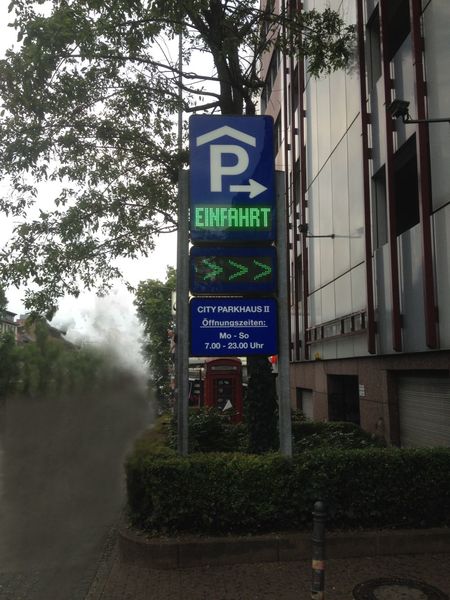 P
EINFAHRT
>>>
CITY PARKHAUS II
Öffnungszeiten:
Mo - So
7.00 - 23.00 Uhr